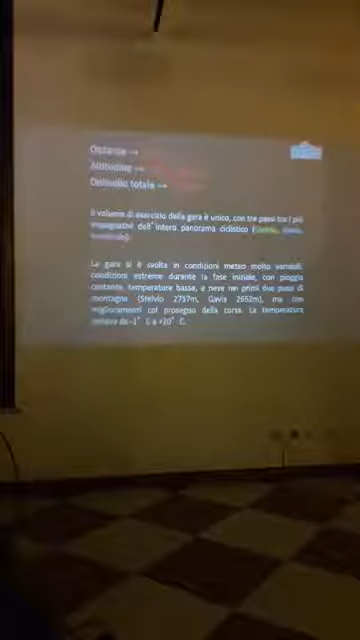 Distanza →
Altitudine →
Dislivello totale →
Il volume di esercizio della gara è unico, con tre passi tra i più
impegnativi dell'intero panorama ciclistico (
La gara si è svolta in condizioni meteo molto variabili:
condizioni estreme durante la fase iniziale, con pioggia
costante, temperature basse, e neve nei primi due passi di
montagna (Stelvio 2757m, Gavia 2652m), ma con
miglioramenti col prosieguo della corsa. La temperatura
da -1° C a +20° C.